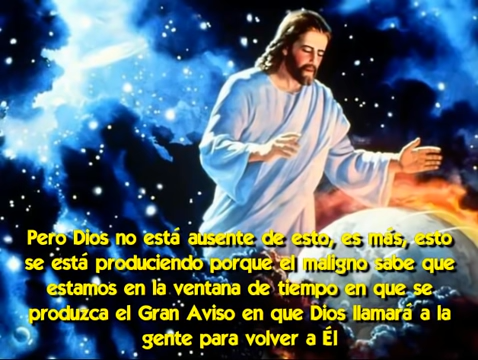 Pero Dios no está ausente de esto, es más, esto
se está produciendo porque el maligno sabe que
estamos en la ventana de tiempo en que se
produzca el Gran Aviso en que Dios llamará a la
gente para volver a Él